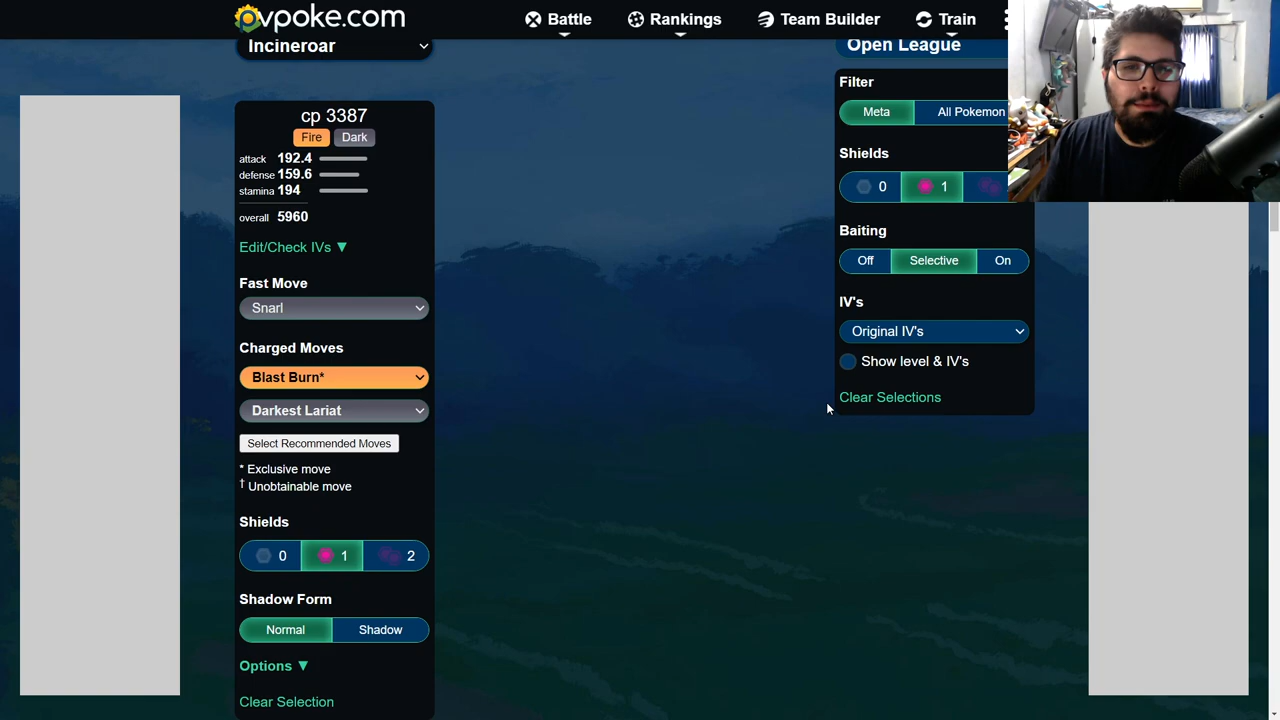 pvpoke.com
Battle
Rankings
Team Builder
Train
Incineroar
cp 3387
Fire
Dark
attack 192.4
defense 159.6
stamina 194
overall 5960
Edit/Check IVs ▼
Fast Move
Snarl
Charged Moves
Blast Burn*
Darkest Lariat
Select Recommended Moves
* Exclusive move
† Unobtainable move
Shields
0 1 2
Shadow Form
Normal Shadow
Options ▼
Clear Selection
Open League
Filter
Meta All Pokemon
Shields
0 1
Baiting
Off Selective On
IV's
Original IV's
Show level & IV's
Clear Selections